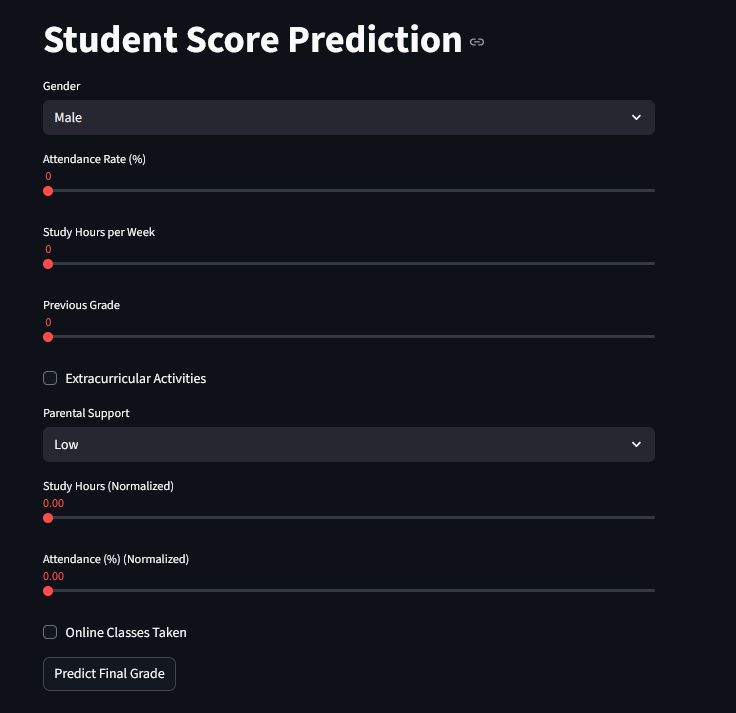 Student Score Prediction
Gender
Male
Attendance Rate (%)
0
Study Hours per Week
0
Previous Grade
0
Extracurricular Activities
Parental Support
Low
Study Hours (Normalized)
0.00
Attendance (%) (Normalized)
0.00
Online Classes Taken
Predict Final Grade